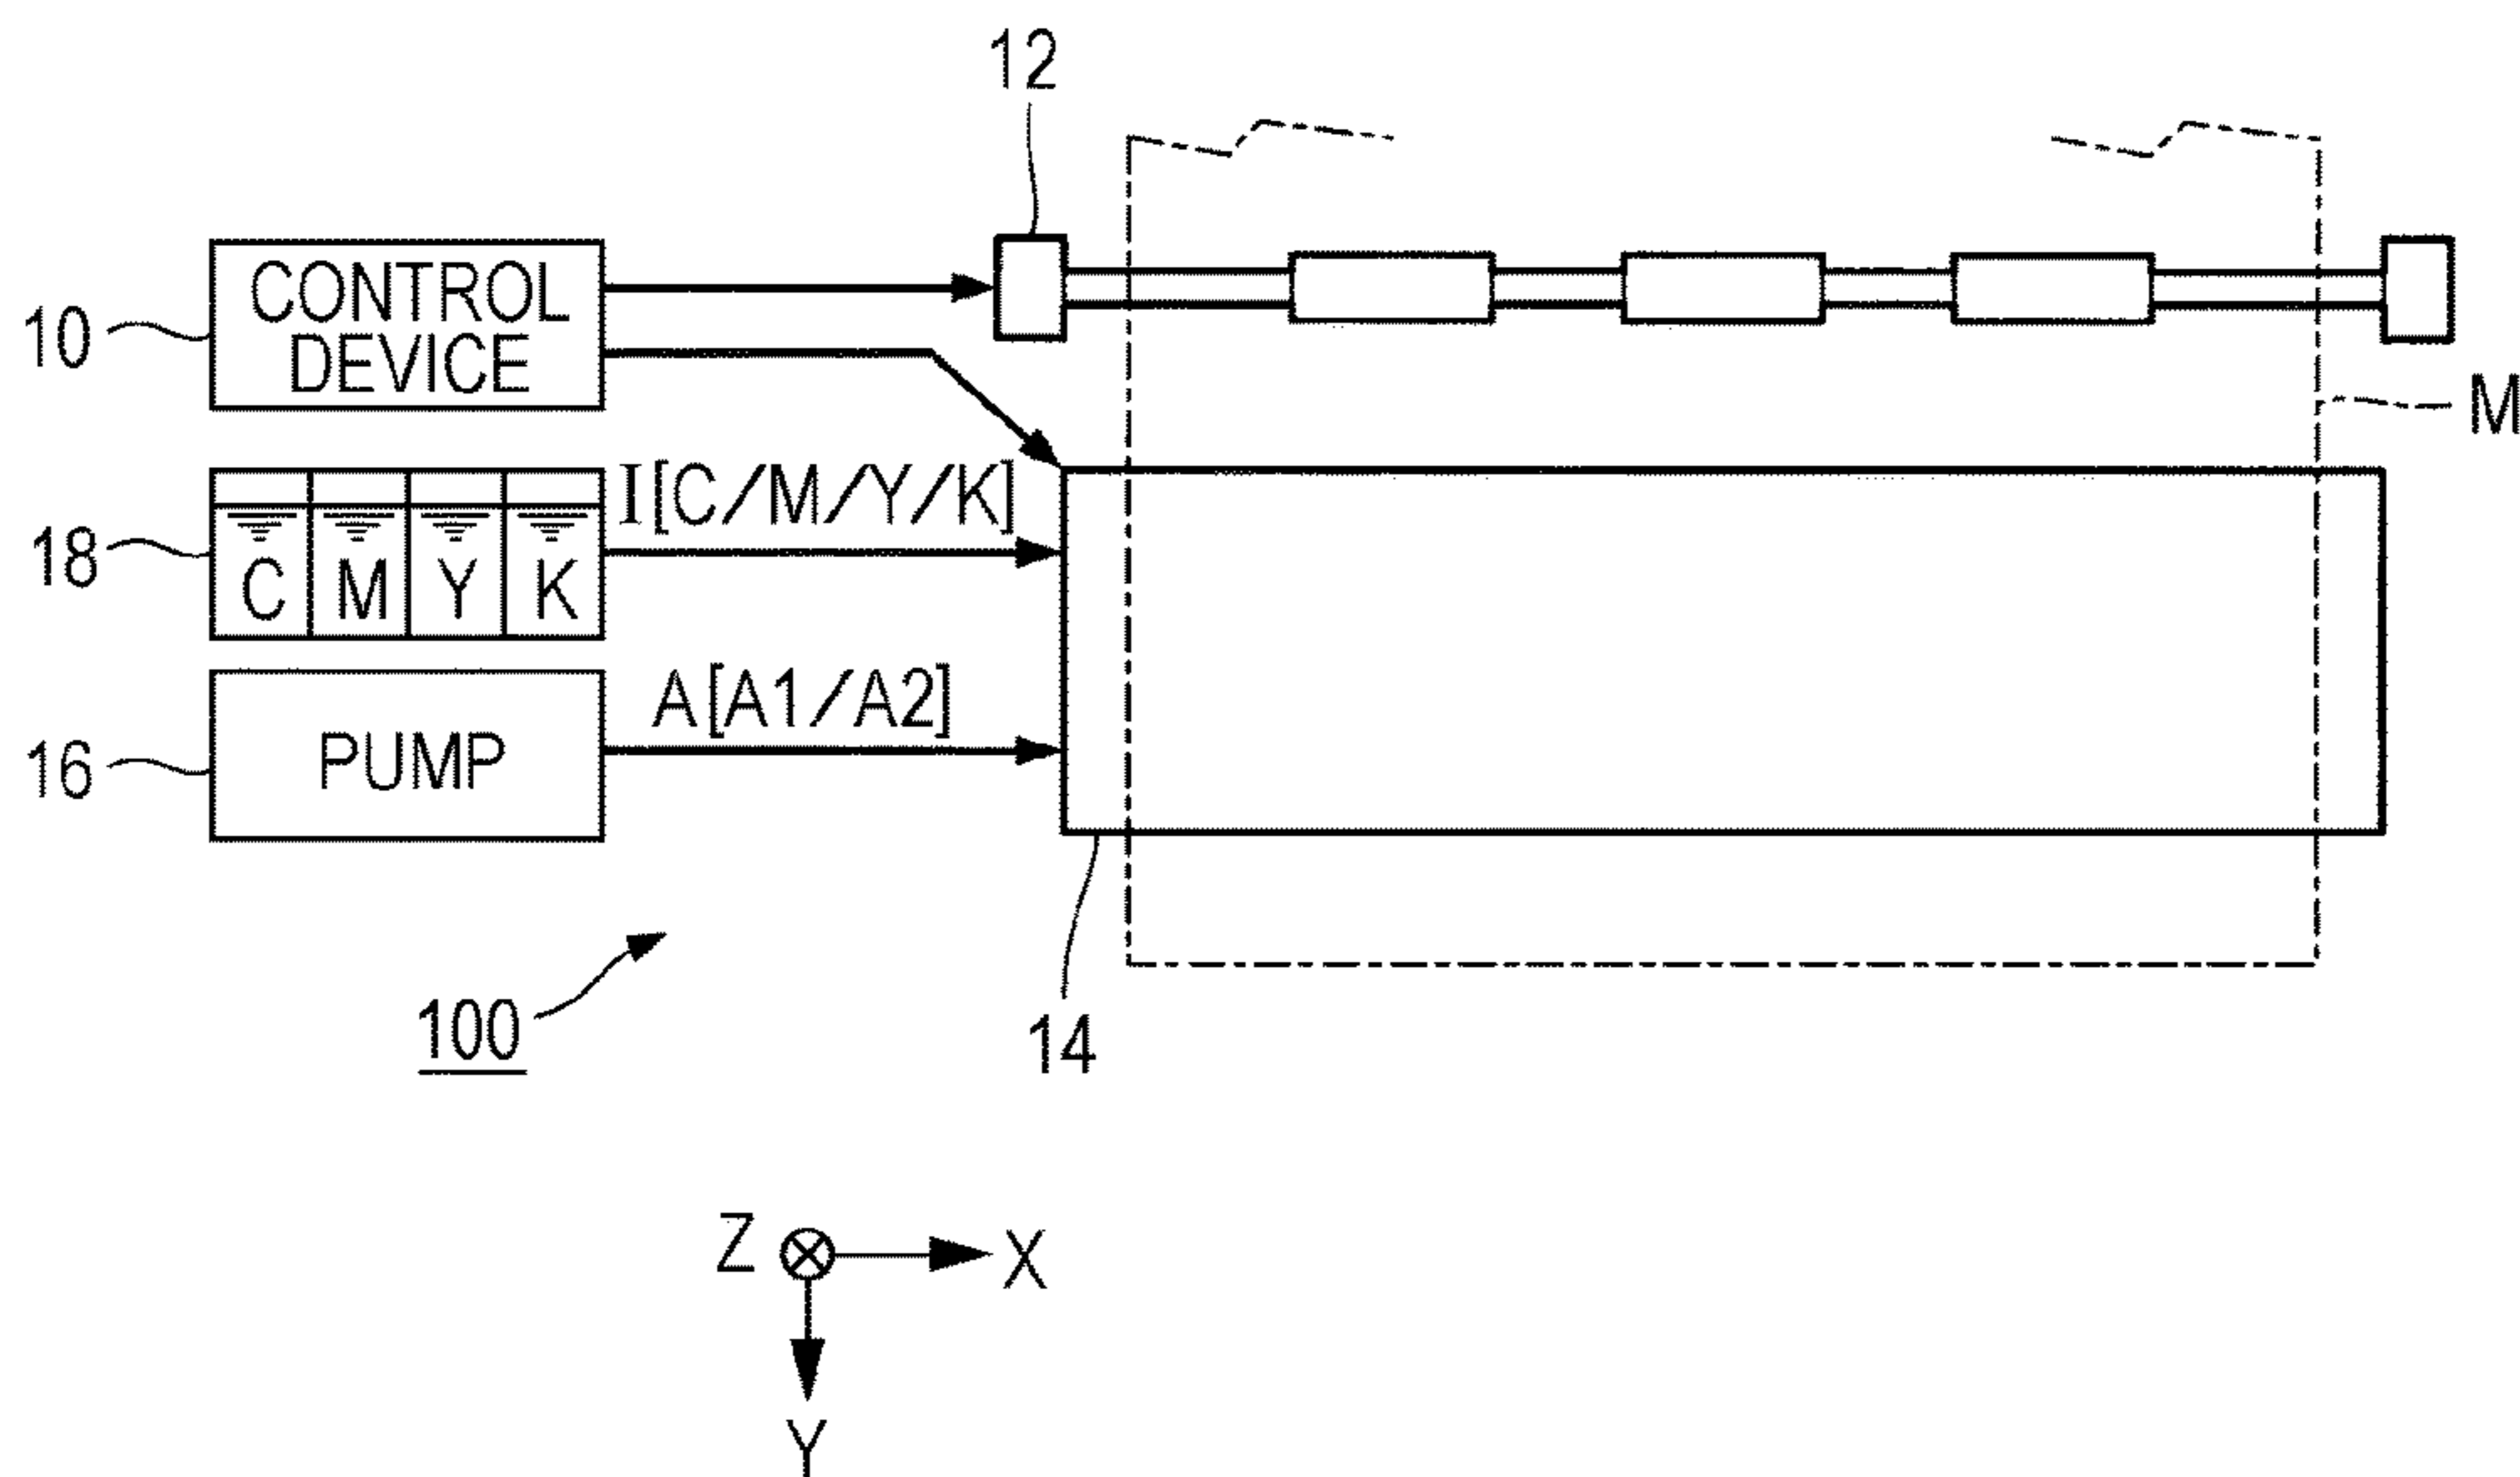 12
CONTROL
DEVICE
10
M
I[C/M/Y/K]
18
C M Y K
A[A1/A2]
16
PUMP
100
14
Z
X
Y